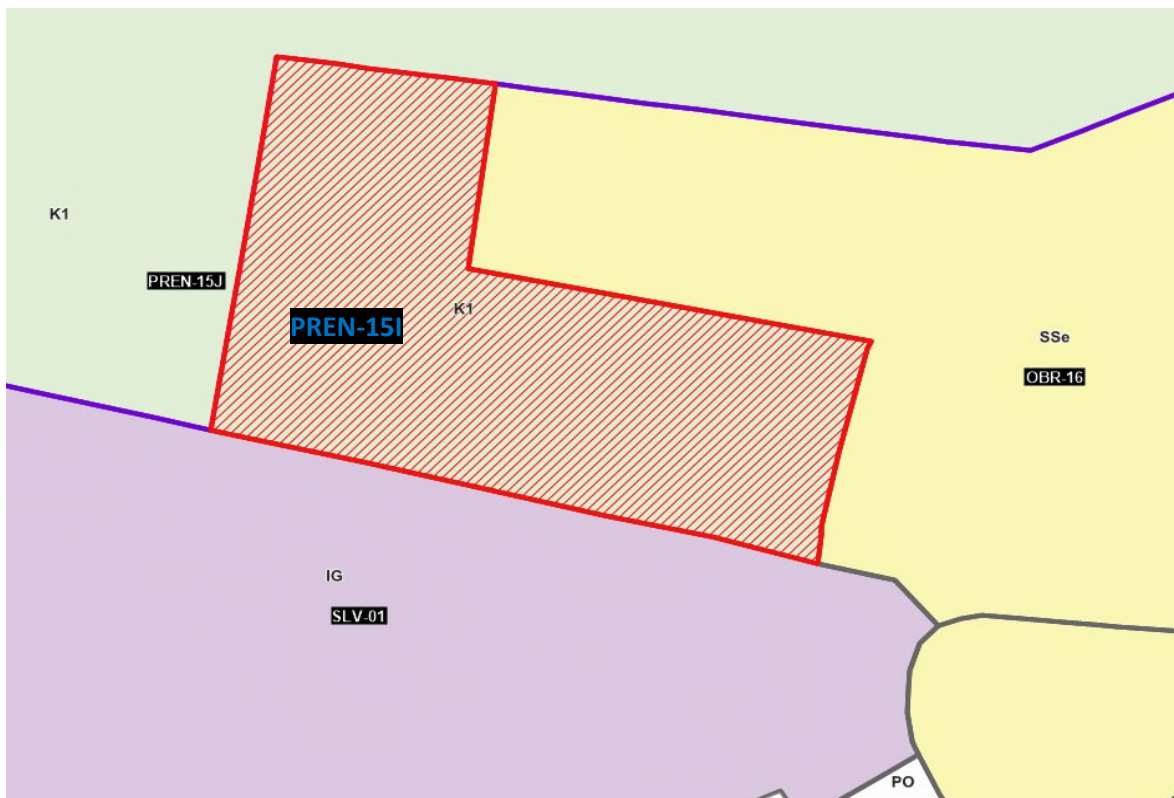 K1
PREN-15J
K1
PREN-15I
SSe
OBR-16
IG
SLV-01
PO